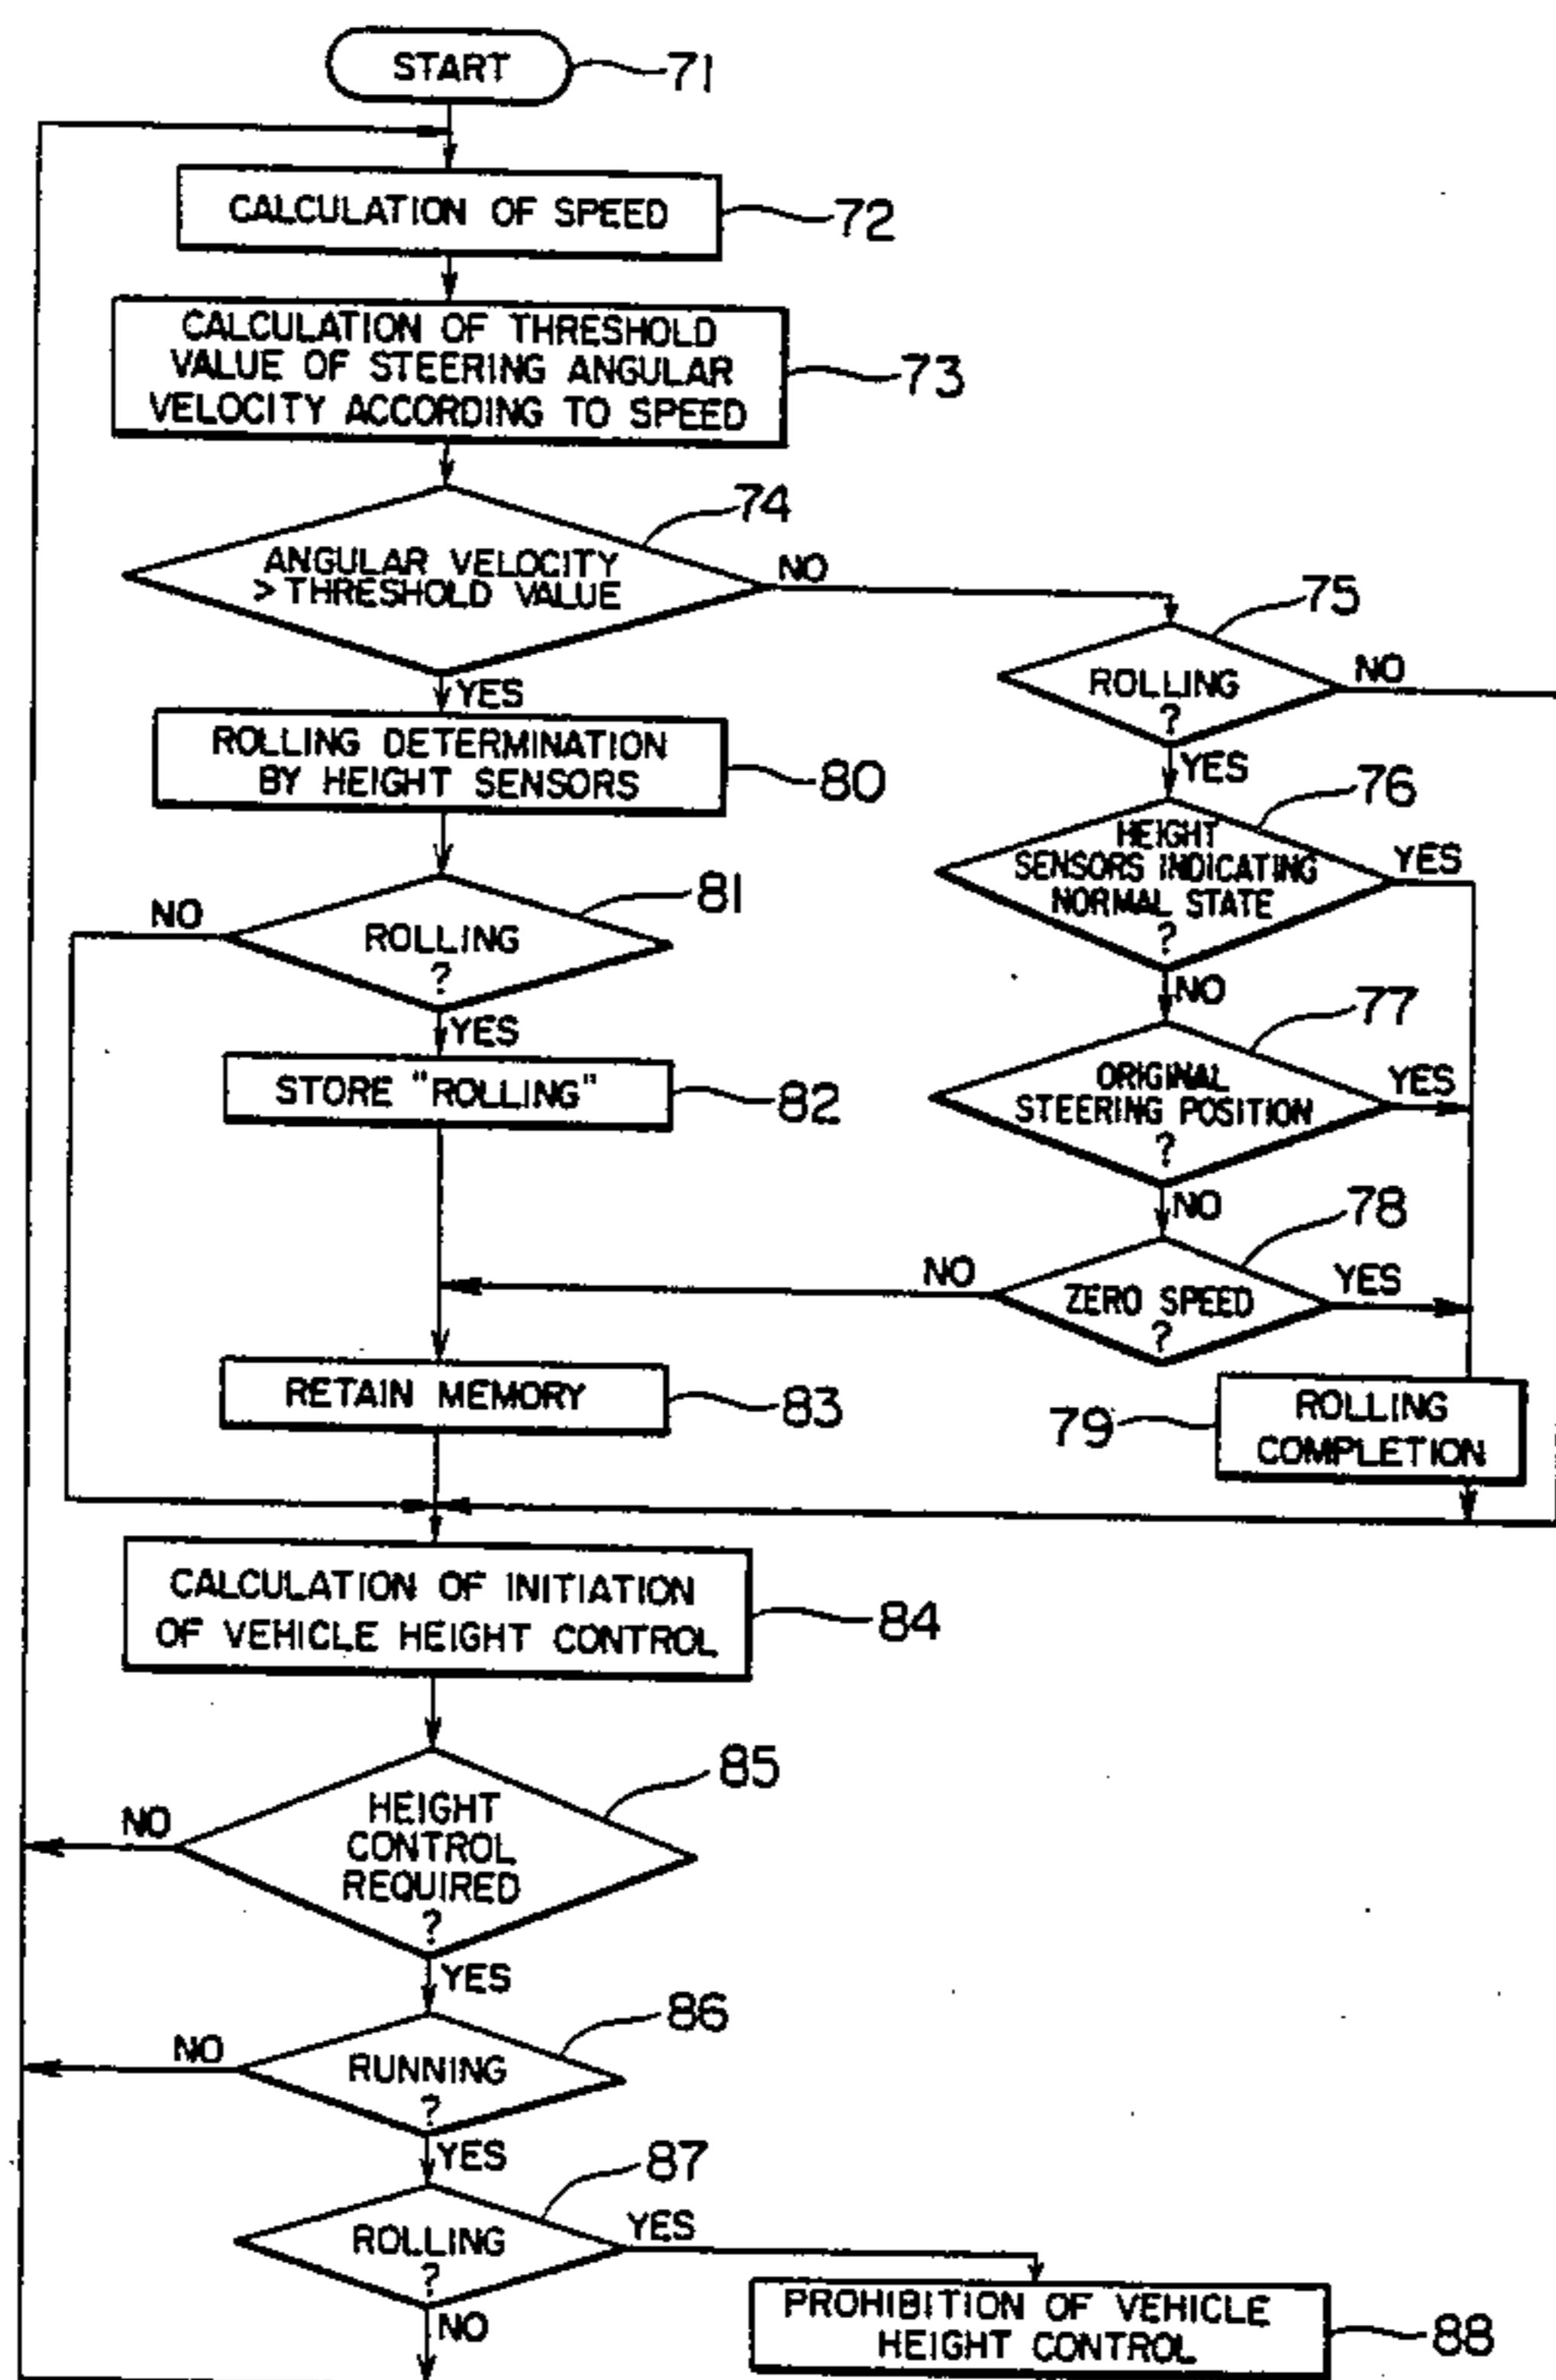 START
71
CALCULATION OF SPEED
72
CALCULATION OF THRESHOLD
VALUE OF STEERING ANGULAR
VELOCITY ACCORDING TO SPEED
73
74
ANGULAR VELOCITY
> THRESHOLD VALUE
NO
YES
75
ROLLING
?
NO
YES
ROLLING DETERMINATION
BY HEIGHT SENSORS
80
76
HEIGHT
SENSORS INDICATING
NORMAL STATE
?
YES
NO
81
NO
ROLLING
?
YES
77
ORIGINAL
STEERING POSITION
?
YES
NO
STORE "ROLLING"
82
78
NO
ZERO SPEED
?
YES
RETAIN MEMORY
83
79
ROLLING
COMPLETION
CALCULATION OF INITIATION
OF VEHICLE HEIGHT CONTROL
84
85
NO
HEIGHT
CONTROL
REQUIRED
?
YES
86
NO
RUNNING
?
YES
87
ROLLING
?
YES
NO
PROHIBITION OF VEHICLE
HEIGHT CONTROL
88